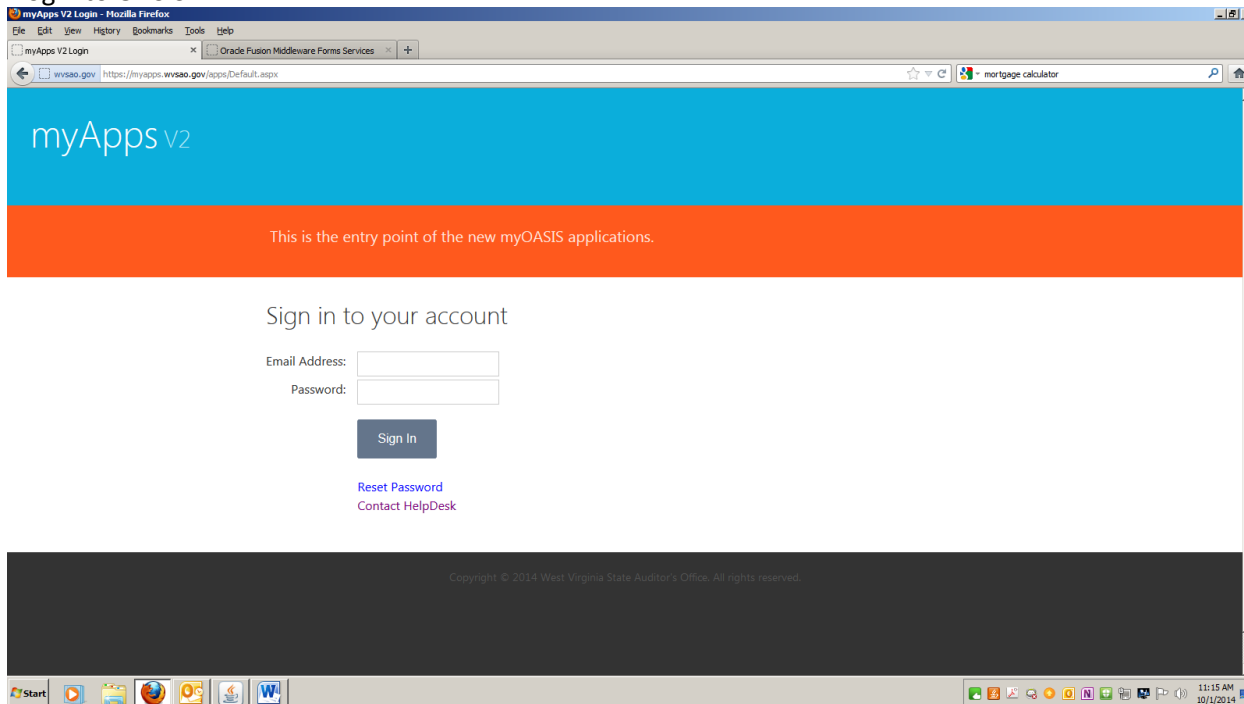 myApps V2 Login - Mozilla Firefox
File Edit View History Bookmarks Tools Help
myApps V2 Login × Oracle Fusion Middleware Forms Services × +
wvsao.gov https://myapps.wvsao.gov/apps/Default.aspx mortgage calculator
myApps V2
This is the entry point of the new myOASIS applications.
Sign in to your account
Email Address:
Password:
Sign In
Reset Password
Contact HelpDesk
Copyright © 2014 West Virginia State Auditor's Office. All rights reserved.
Start 11:15 AM
10/1/2014